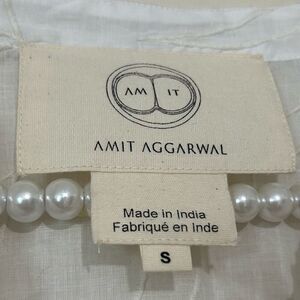 AM IT
AMIT AGGARWAL
Made in India
Fabriqué en Inde
S